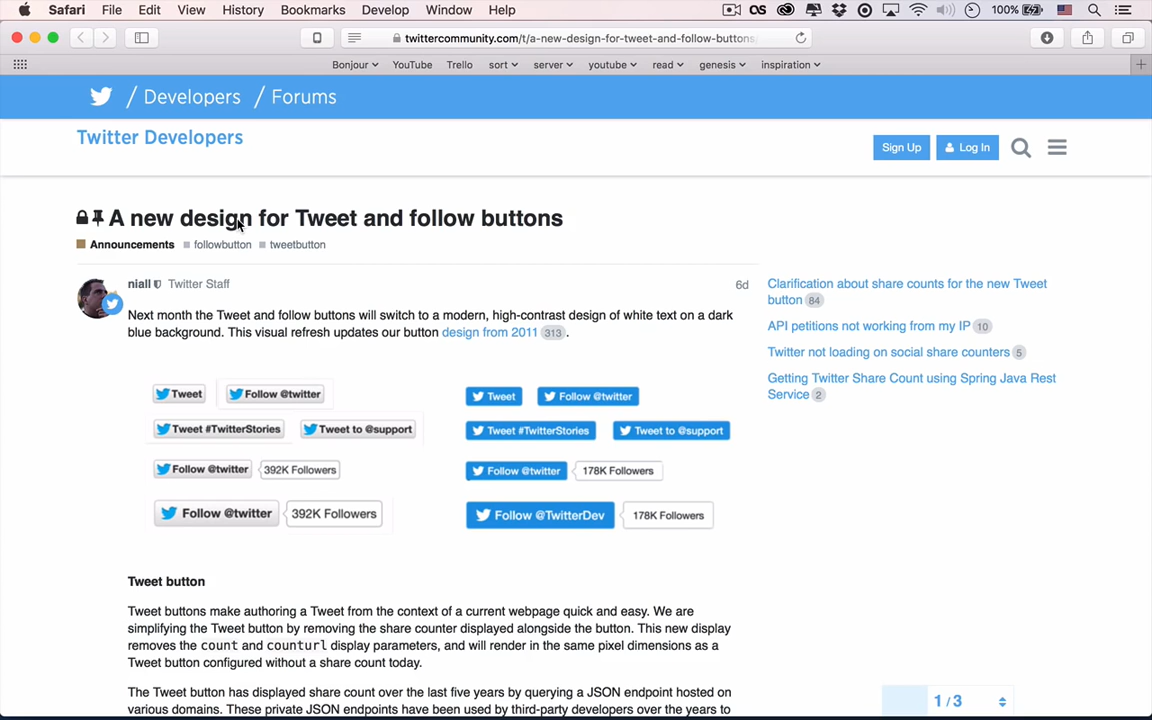 Safari File Edit View History Bookmarks Develop Window Help 100%
twittercommunity.com/t/a-new-design-for-tweet-and-follow-buttons/
Bonjour YouTube Trello sort server youtube read genesis inspiration
/ Developers / Forums
Twitter Developers
Sign Up Log In
A new design for Tweet and follow buttons
Announcements followbutton tweetbutton
niall Twitter Staff 6d
Next month the Tweet and follow buttons will switch to a modern, high-contrast design of white text on a dark
blue background. This visual refresh updates our button design from 2011 313 .
Tweet Follow @twitter Tweet Follow @twitter
Tweet #TwitterStories Tweet to @support Tweet #TwitterStories Tweet to @support
Follow @twitter 392K Followers Follow @twitter 178K Followers
Follow @twitter 392K Followers Follow @TwitterDev 178K Followers
Tweet button
Tweet buttons make authoring a Tweet from the context of a current webpage quick and easy. We are
simplifying the Tweet button by removing the share counter displayed alongside the button. This new display
removes the count and counturl display parameters, and will render in the same pixel dimensions as a
Tweet button configured without a share count today.
The Tweet button has displayed share count over the last five years by querying a JSON endpoint hosted on
various domains. These private JSON endpoints have been used by third-party developers over the years to
Clarification about share counts for the new Tweet
button 84
API petitions not working from my IP 10
Twitter not loading on social share counters 5
Getting Twitter Share Count using Spring Java Rest
Service 2
1/3